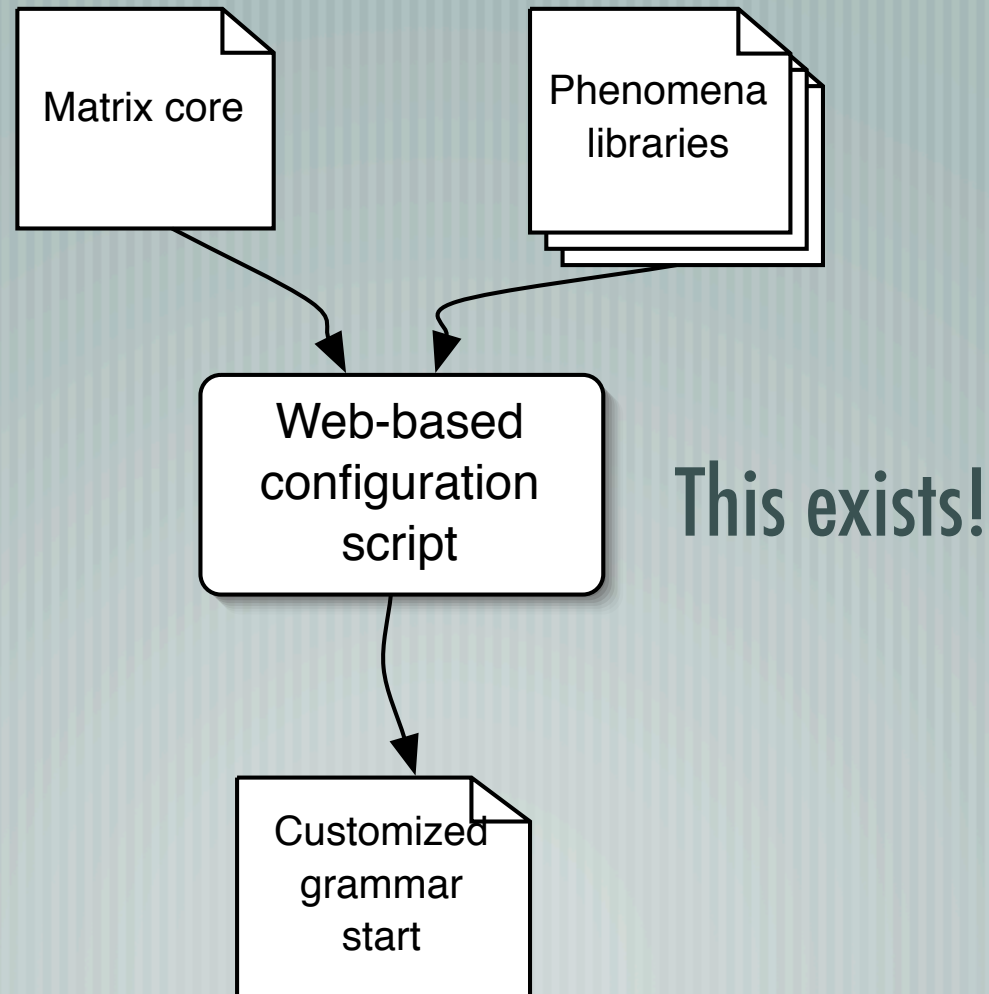 Matrix core
Phenomena
libraries
Web-based
configuration
script
This exists!
Customized
grammar
start